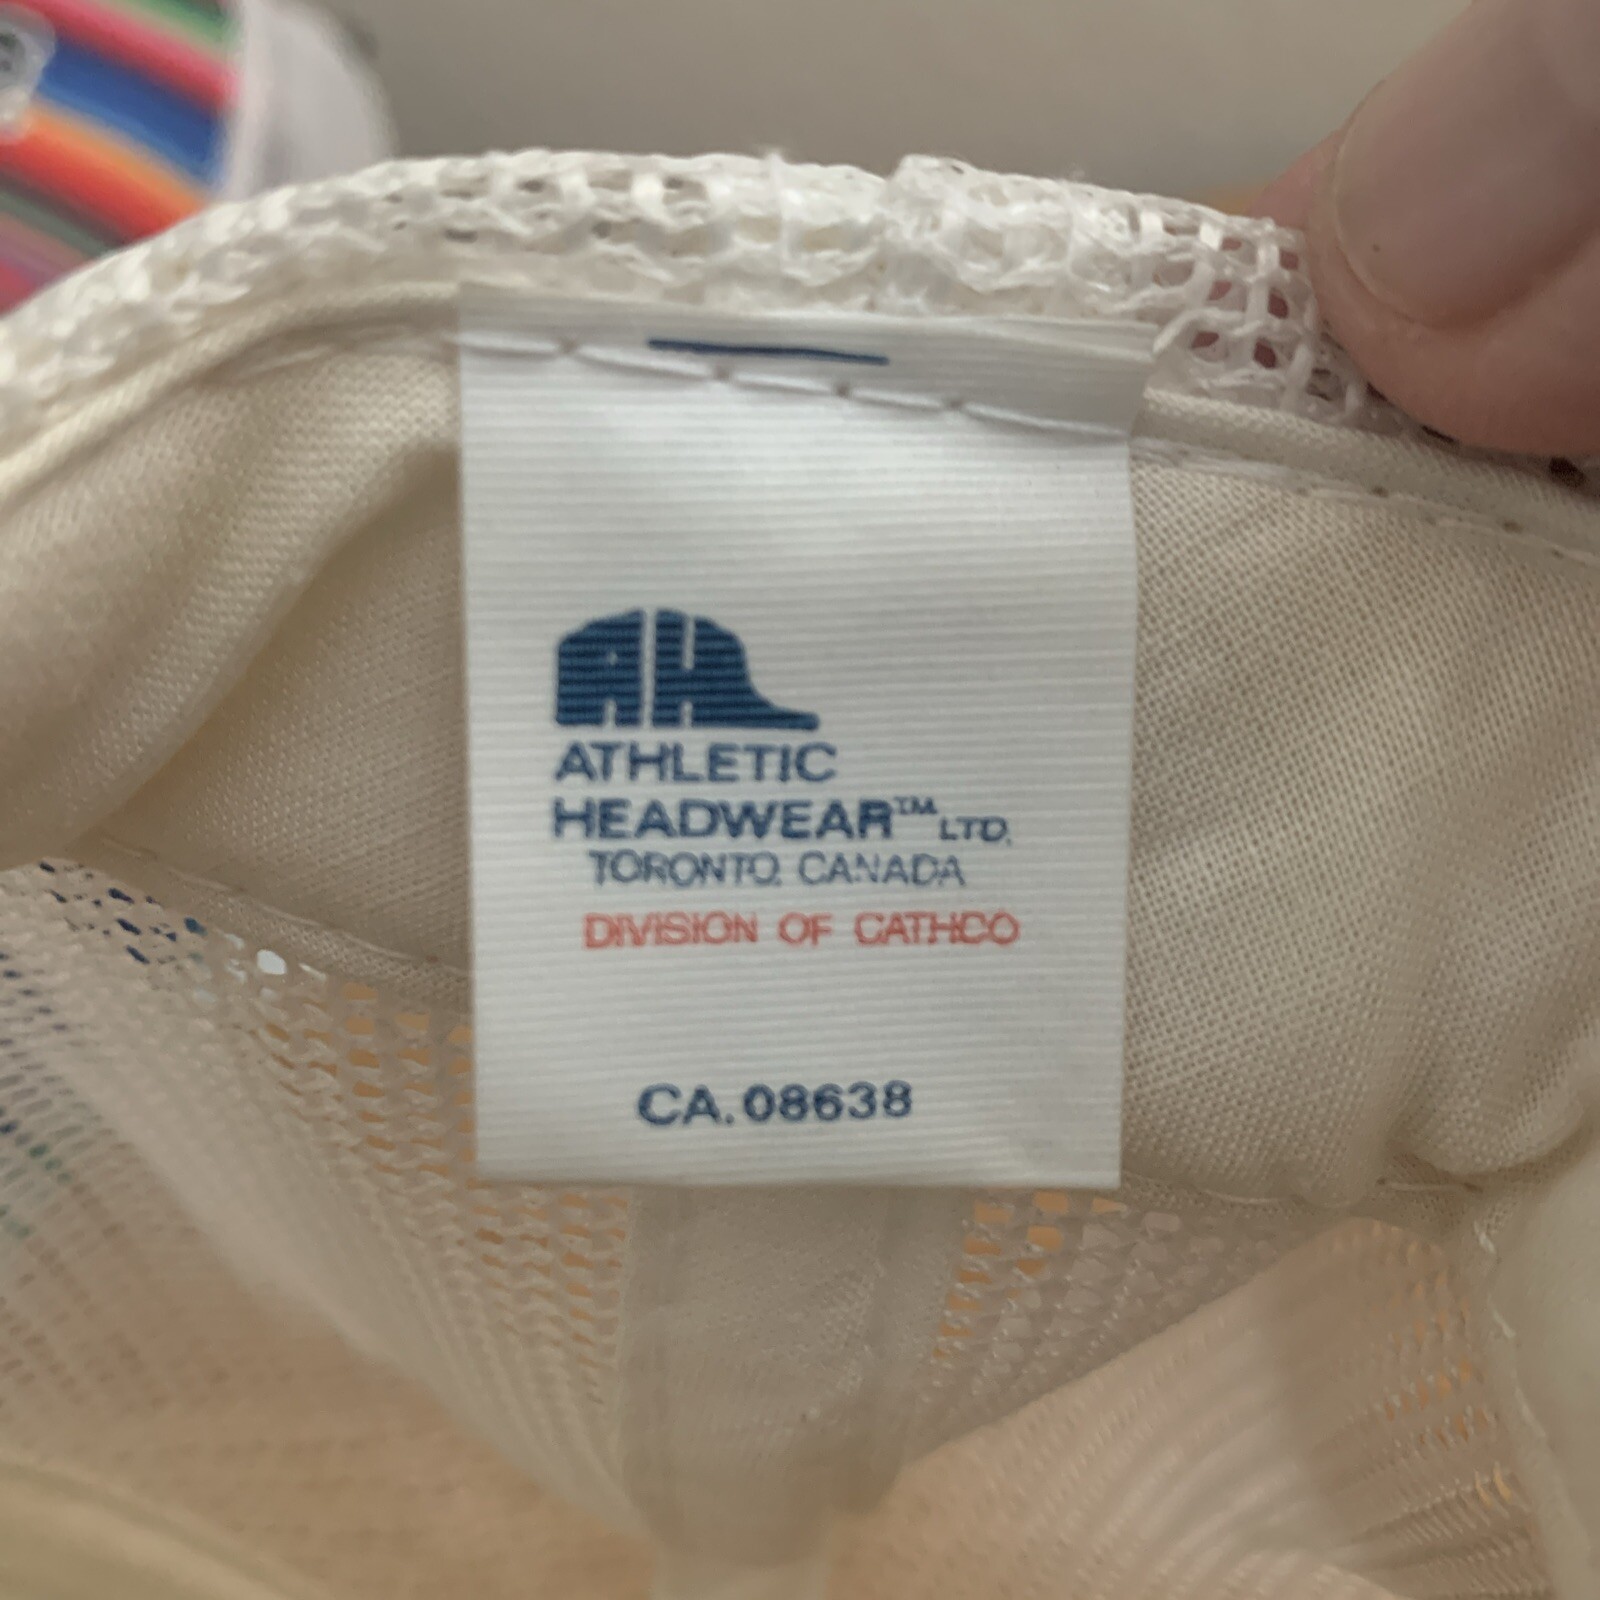 AH
ATHLETIC
HEADWEAR™ LTD.
TORONTO, CANADA
DIVISION OF CATHCO
CA.08638